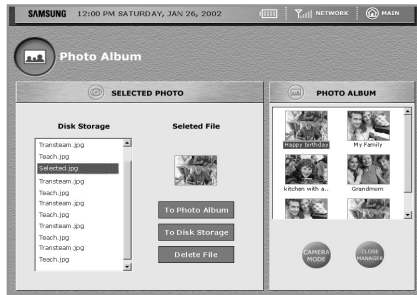 SAMSUNG 12:00 PM SATURDAY, JAN 26, 2002 NETWORK MAIN
Photo Album
SELECTED PHOTO
Disk Storage
Transteam.jpg
Teach.jpg
Selected.jpg
Transteam.jpg
Teach.jpg
Transteam.jpg
Teach.jpg
Transteam.jpg
Teach.jpg
Transteam.jpg
Teach.jpg
Seleted File
To Photo Album
To Disk Storage
Delete File
PHOTO ALBUM
Happy birthday My Family
kitchen with a.. Grandmom
CAMERA
MODE
CLOSE
MANAGER